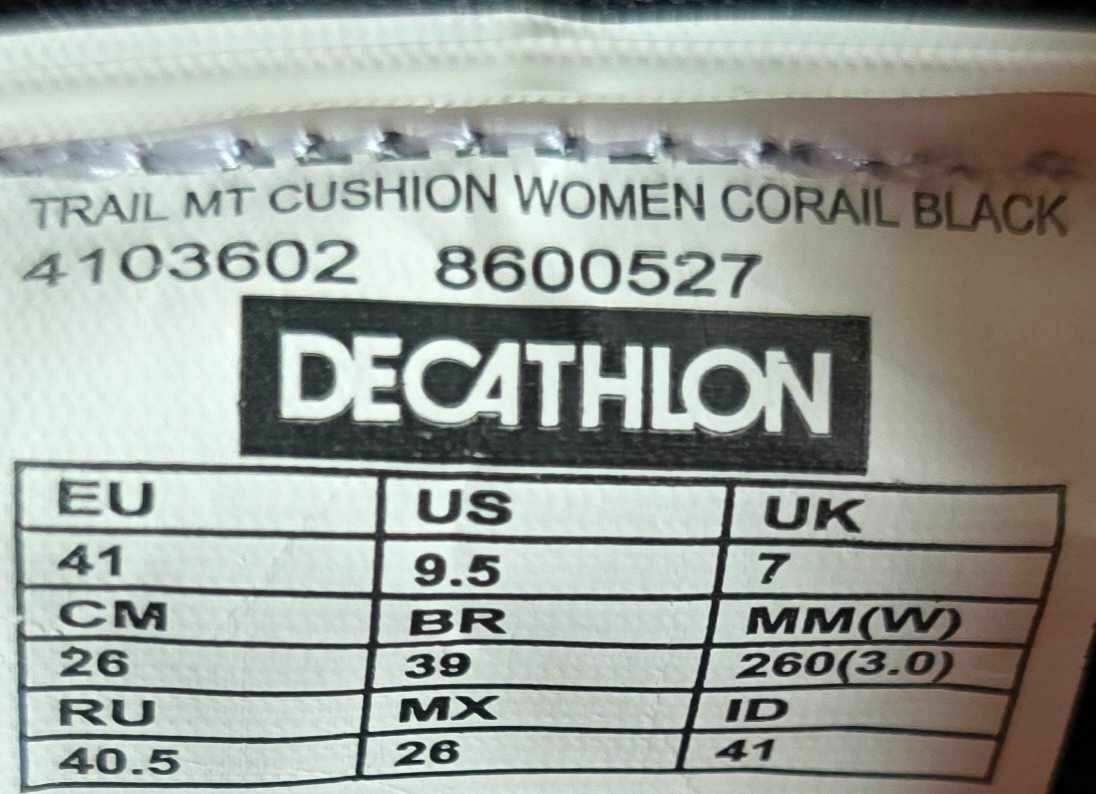 TRAIL MT CUSHION WOMEN CORAIL BLACK
4103602 8600527
DECATHLON
EU US UK
41 9.5 7
CM BR MM(W)
26 39 260(3.0)
RU MX ID
40.5 26 41